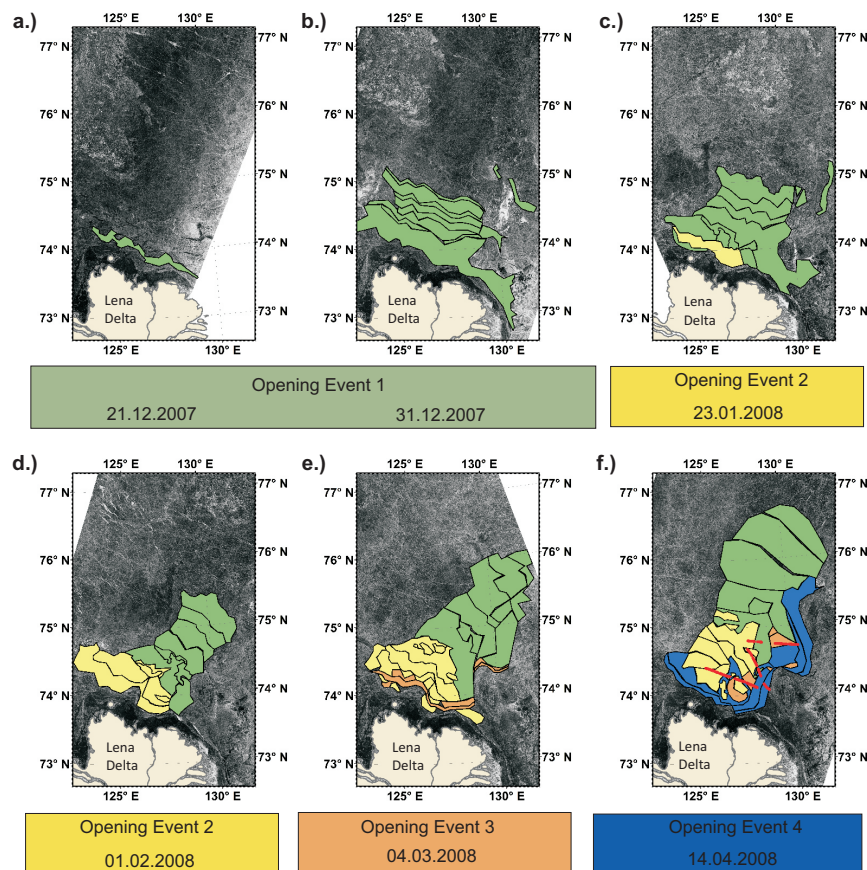 a.)
125° E
130° E
77° N
77° N
76° N
76° N
75° N
75° N
74° N
74° N
73° N
73° N
Lena
Delta
125° E
130° E
b.)
125° E
130° E
77° N
77° N
76° N
76° N
75° N
75° N
74° N
74° N
73° N
73° N
Lena
Delta
125° E
130° E
c.)
125° E
130° E
77° N
77° N
76° N
76° N
75° N
75° N
74° N
74° N
73° N
73° N
Lena
Delta
125° E
130° E
Opening Event 1
21.12.2007 31.12.2007
Opening Event 2
23.01.2008
d.)
125° E
130° E
77° N
77° N
76° N
76° N
75° N
75° N
74° N
74° N
73° N
73° N
Lena
Delta
125° E
130° E
e.)
125° E
130° E
77° N
77° N
76° N
76° N
75° N
75° N
74° N
74° N
73° N
73° N
Lena
Delta
125° E
130° E
f.)
125° E
130° E
77° N
77° N
76° N
76° N
75° N
75° N
74° N
74° N
73° N
73° N
Lena
Delta
125° E
130° E
Opening Event 2
01.02.2008
Opening Event 3
04.03.2008
Opening Event 4
14.04.2008